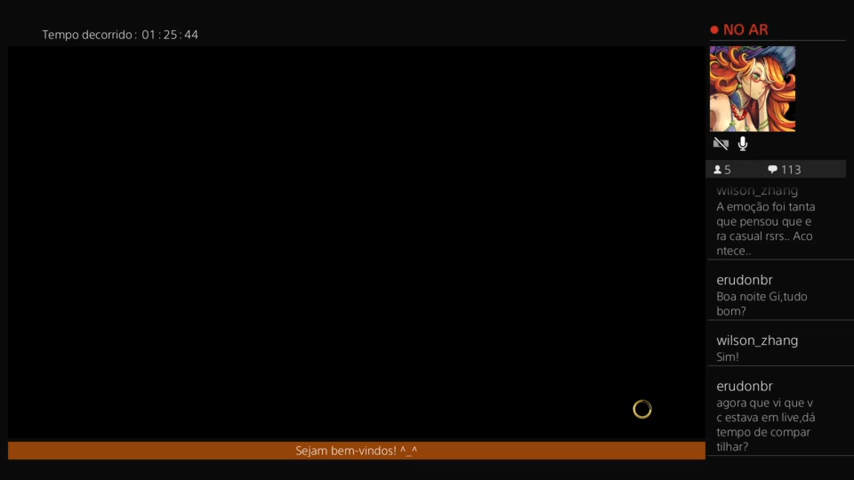 Tempo decorrido: 01:25:44
NO AR
5 113
wilson_zhang
A emoção foi tanta
que pensou que e
ra casual rsrs.. Aco
ntece..
erudonbr
Boa noite Gi,tudo
bom?
wilson_zhang
Sim!
erudonbr
agora que vi que v
c estava em live,dá
tempo de compar
tilhar?
Sejam bem-vindos! ^_^